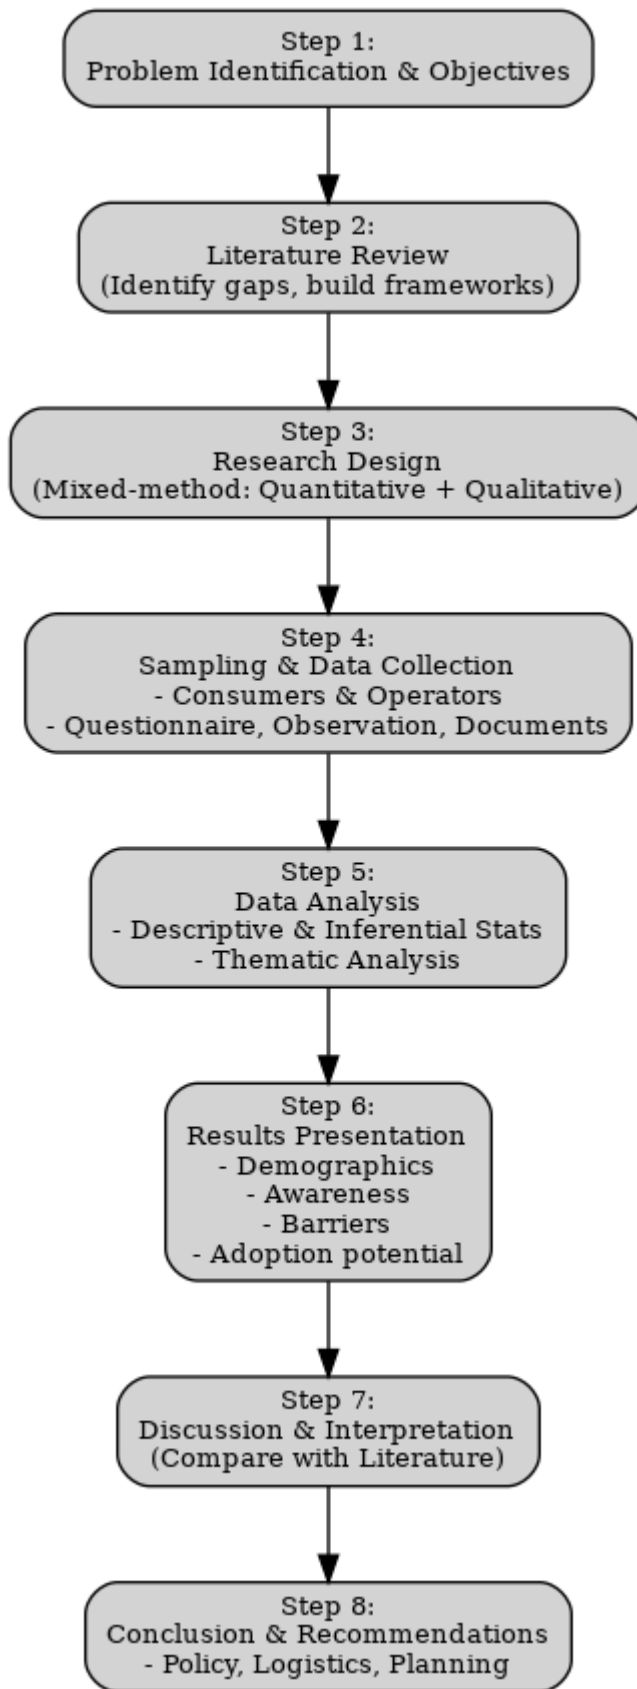 Step 1:
Problem Identification & Objectives
Step 2:
Literature Review
(Identify gaps, build frameworks)
Step 3:
Research Design
(Mixed-method: Quantitative + Qualitative)
Step 4:
Sampling & Data Collection
- Consumers & Operators
- Questionnaire, Observation, Documents
Step 5:
Data Analysis
- Descriptive & Inferential Stats
- Thematic Analysis
Step 6:
Results Presentation
- Demographics
- Awareness
- Barriers
- Adoption potential
Step 7:
Discussion & Interpretation
(Compare with Literature)
Step 8:
Conclusion & Recommendations
- Policy, Logistics, Planning